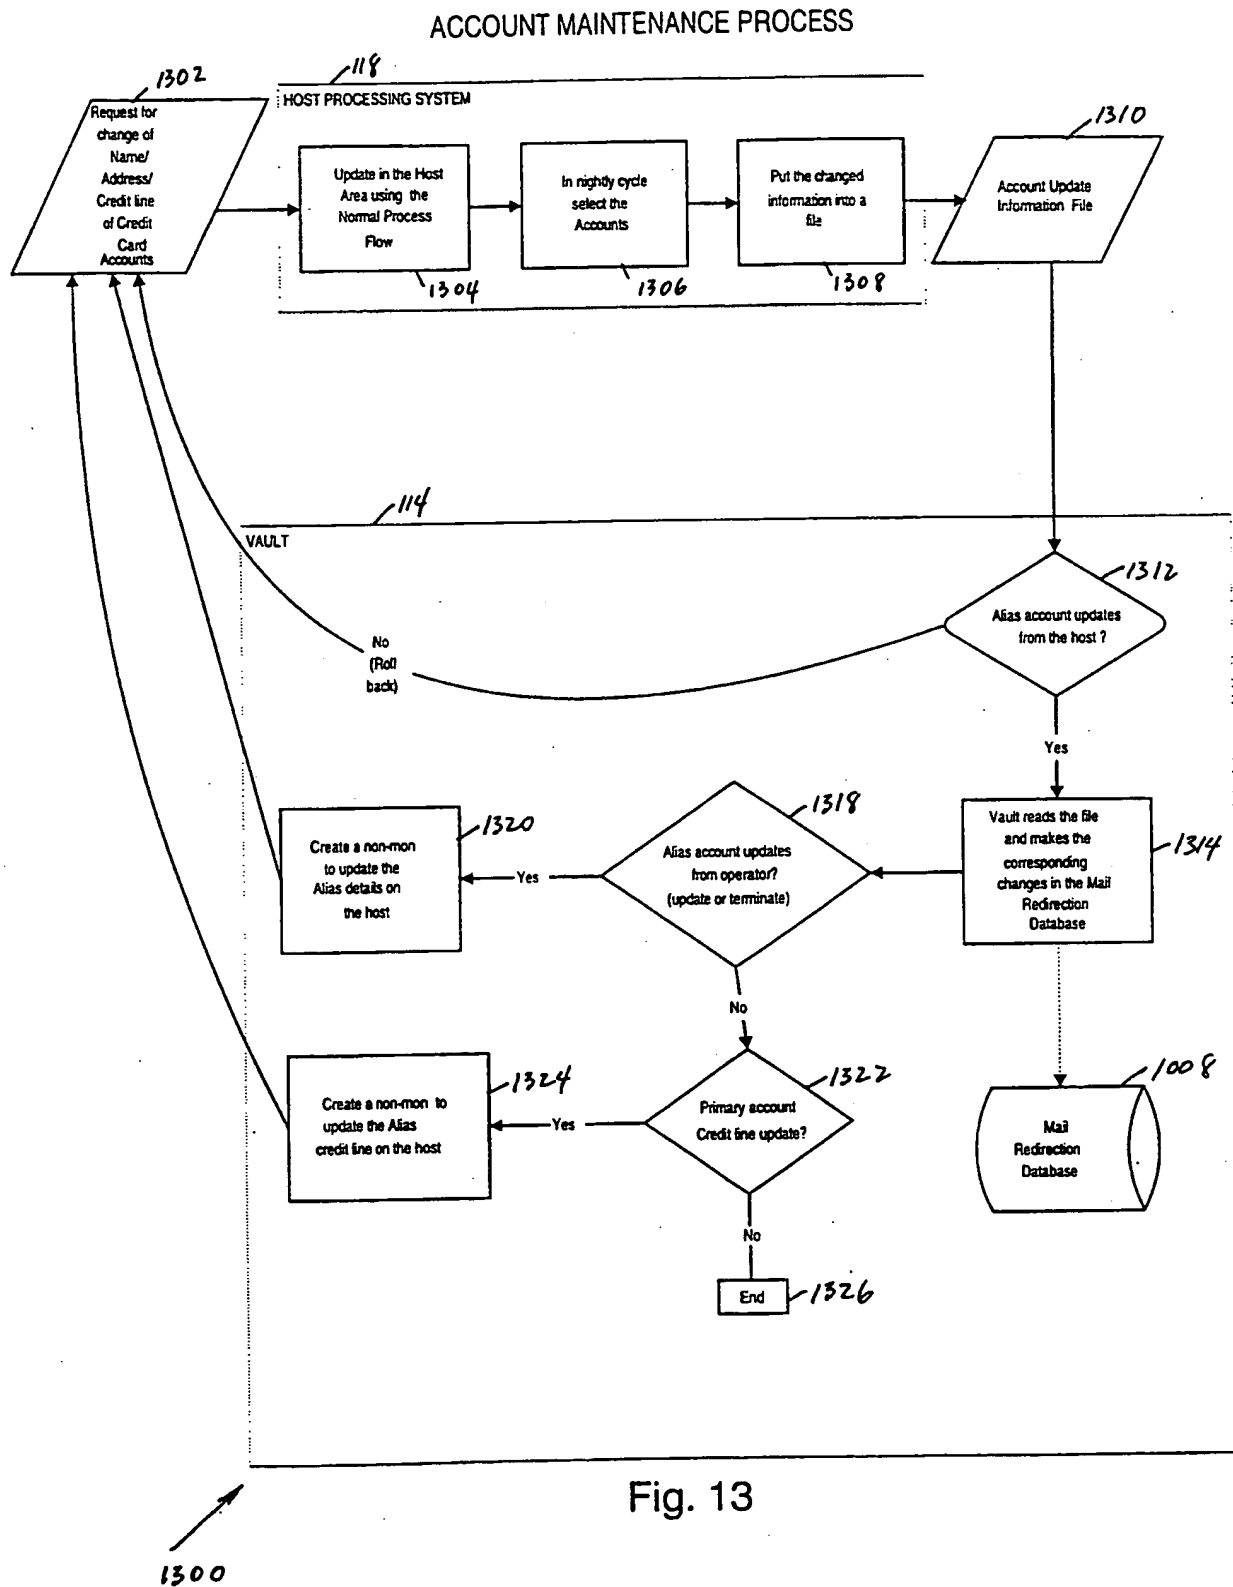 ACCOUNT MAINTENANCE PROCESS
1302
Request for
change of
Name/
Address/
Credit line
of Credit
Card
Accounts
118
HOST PROCESSING SYSTEM
Update in the Host
Area using the
Normal Process
Flow
1304
In nightly cycle
select the
Accounts
1306
Put the changed
information into a
file
1308
1310
Account Update
Information File
114
VAULT
1312
Alias account updates
from the host ?
No
(Roll
back)
Yes
1314
Vault reads the file
and makes the
corresponding
changes in the Mail
Redirection
Database
1318
Alias account updates
from operator?
(update or terminate)
Yes
1320
Create a non-mon
to update the
Alias details on
the host
No
1322
Primary account
Credit line update?
Yes
1324
Create a non-mon to
update the Alias
credit line on the host
1008
Mail
Redirection
Database
No
End
1326
Fig. 13
1300